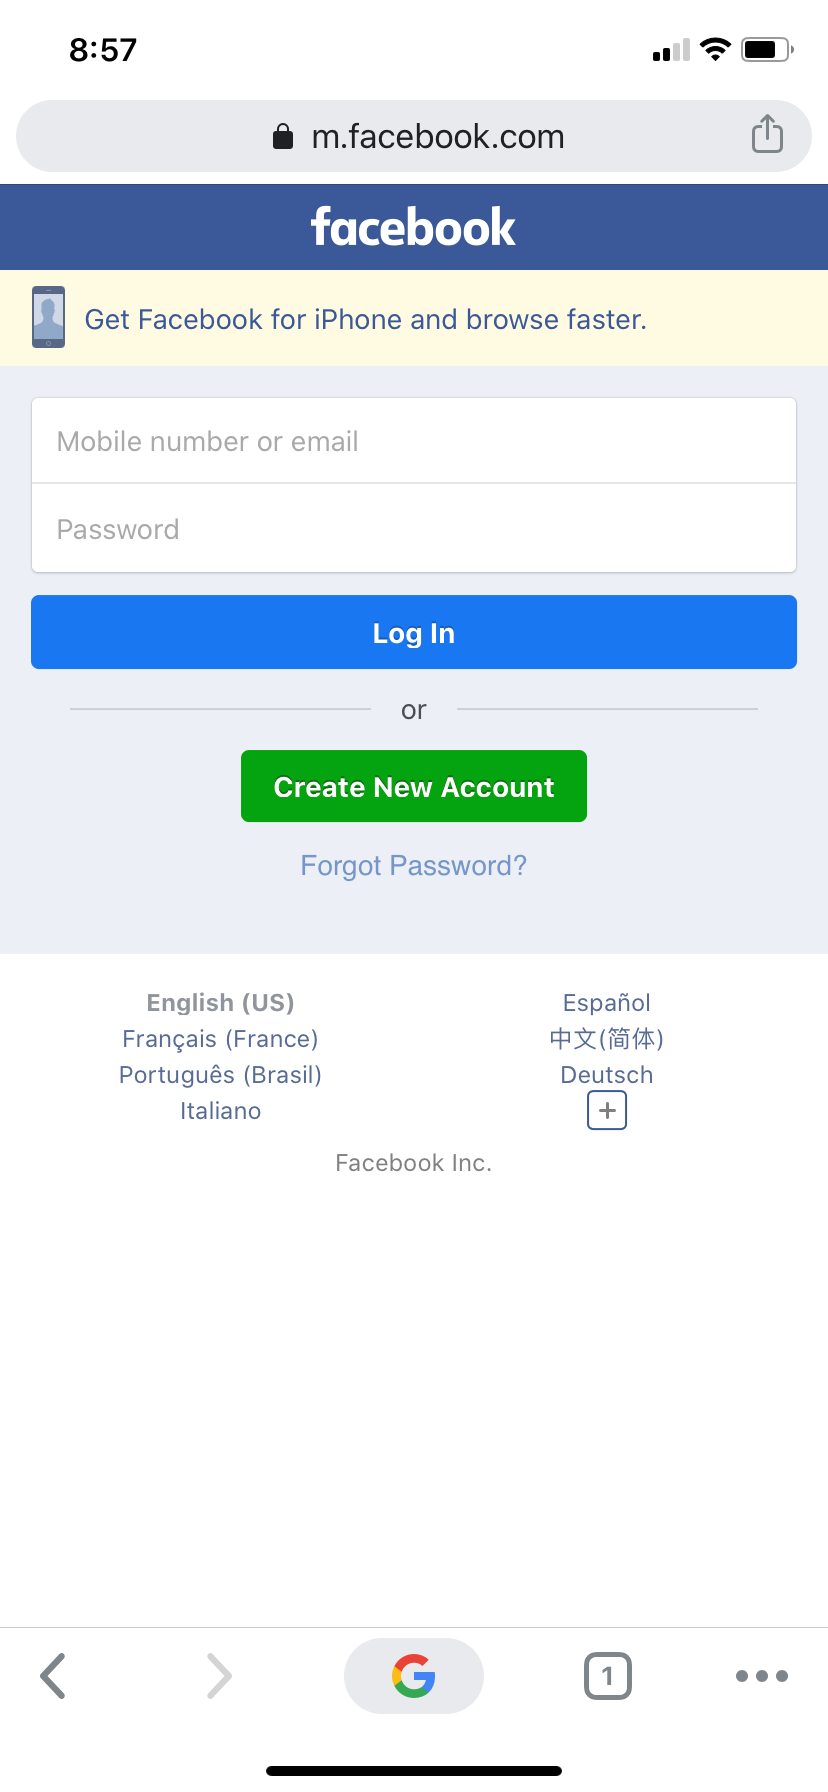 8:57
m.facebook.com
facebook
Get Facebook for iPhone and browse faster.
Mobile number or email
Password
Log In
or
Create New Account
Forgot Password?
English (US)
Español
Français (France)
中文(简体)
Português (Brasil)
Deutsch
Italiano
+
Facebook Inc.
G
1